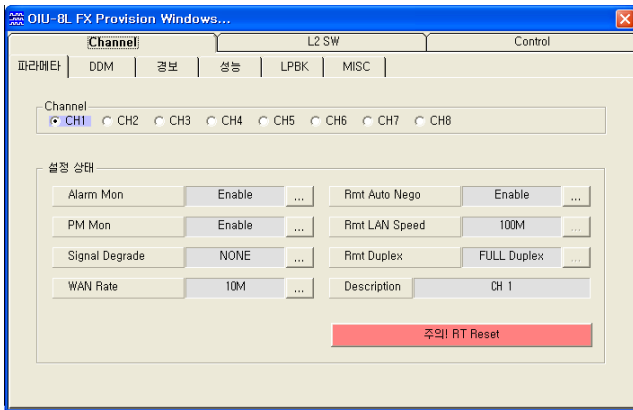 OIU-8L FX Provision Windows...
Channel L2 SW Control
파라메타 DDM 경보 성능 LPBK MISC
Channel
CH1 CH2 CH3 CH4 CH5 CH6 CH7 CH8
설정 상태
Alarm Mon Enable ... Rmt Auto Nego Enable ...
PM Mon Enable ... Rmt LAN Speed 100M ...
Signal Degrade NONE ... Rmt Duplex FULL Duplex ...
WAN Rate 10M ... Description CH 1
주의! RT Reset